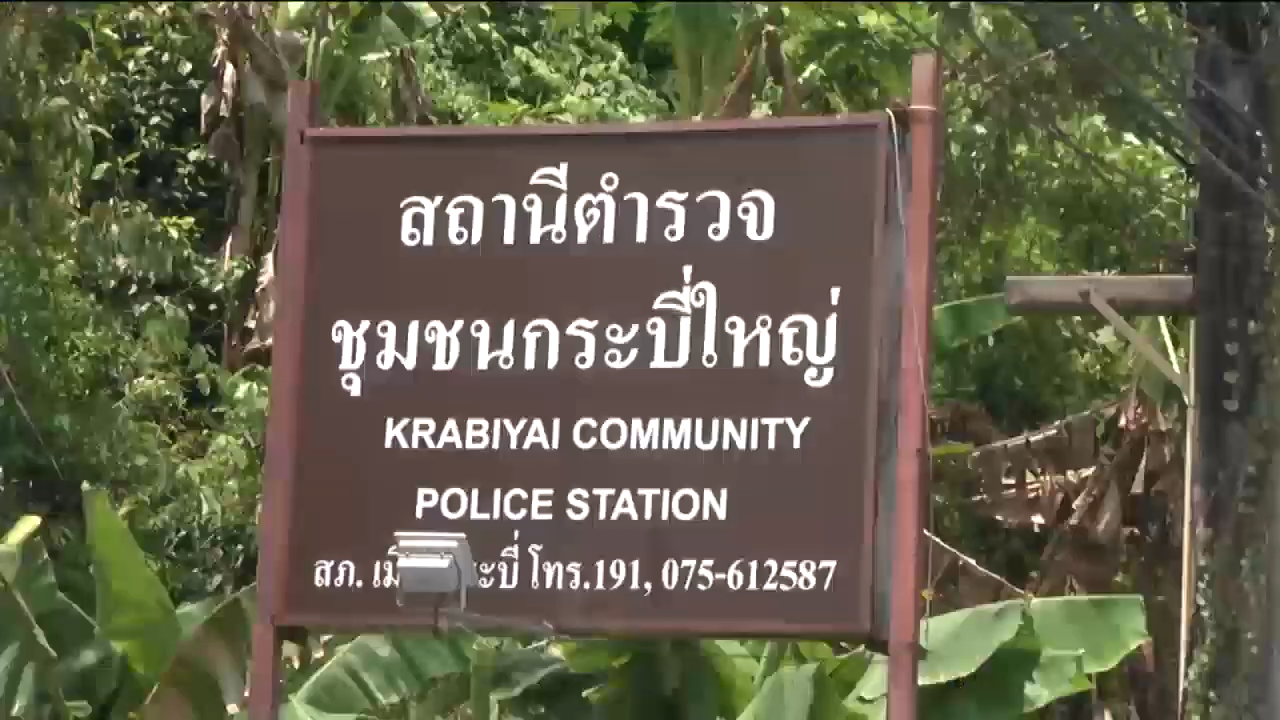 สถานีตำรวจ
ชุมชนกระบี่ใหญ่
KRABIYAI COMMUNITY
POLICE STATION
สภ. โทร.191, 075-612587